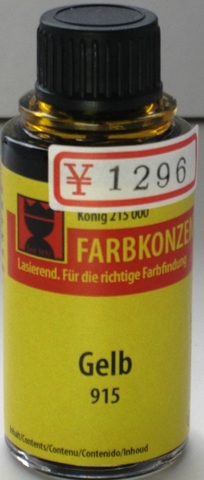 ¥1296
König 215 000
FARBKONZE
Lasierend. Für die richtige Farbfindung
Gelb
915
Inhalt/Contents/Contenu/Contenido/Inhoud